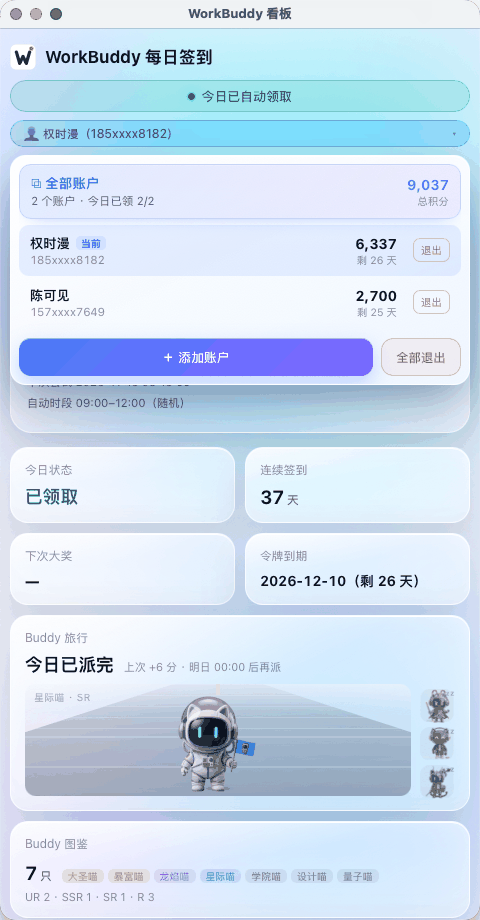 WorkBuddy 看板
WorkBuddy 每日签到
今日已自动领取
权时漫（185xxxx8182）
全部账户
9,037
2 个账户 · 今日已领 2/2
总积分
权时漫 当前
6,337
退出
185xxxx8182
剩 26 天
陈可见
2,700
退出
157xxxx7649
剩 25 天
+ 添加账户
全部退出
自动时段 09:00–12:00（随机）
今日状态
已领取
连续签到
37 天
下次大奖
—
令牌到期
2026-12-10（剩 26 天）
Buddy 旅行
今日已派完 上次 +6 分 · 明日 00:00 后再派
星际喵 · SR
Buddy 图鉴
7 只 大圣喵 暴富喵 龙焰喵 星际喵 学院喵 设计喵 量子喵
UR 2 · SSR 1 · SR 1 · R 3